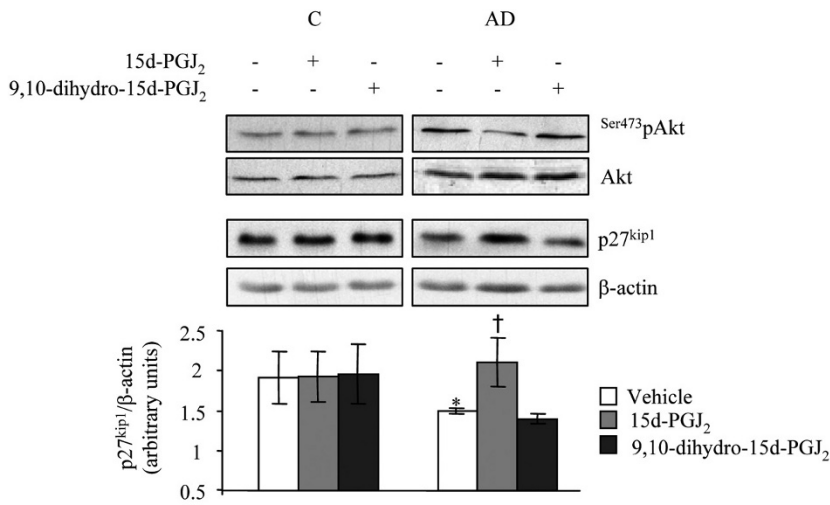 C AD
15d-PGJ₂ - + - - + -
9,10-dihydro-15d-PGJ₂ - - + - - +
Ser473pAkt
Akt
p27kip1
β-actin
p27kip1/β-actin
(arbitrary units)
2.5
2
1.5
1
0.5
*
†
Vehicle
15d-PGJ₂
9,10-dihydro-15d-PGJ₂